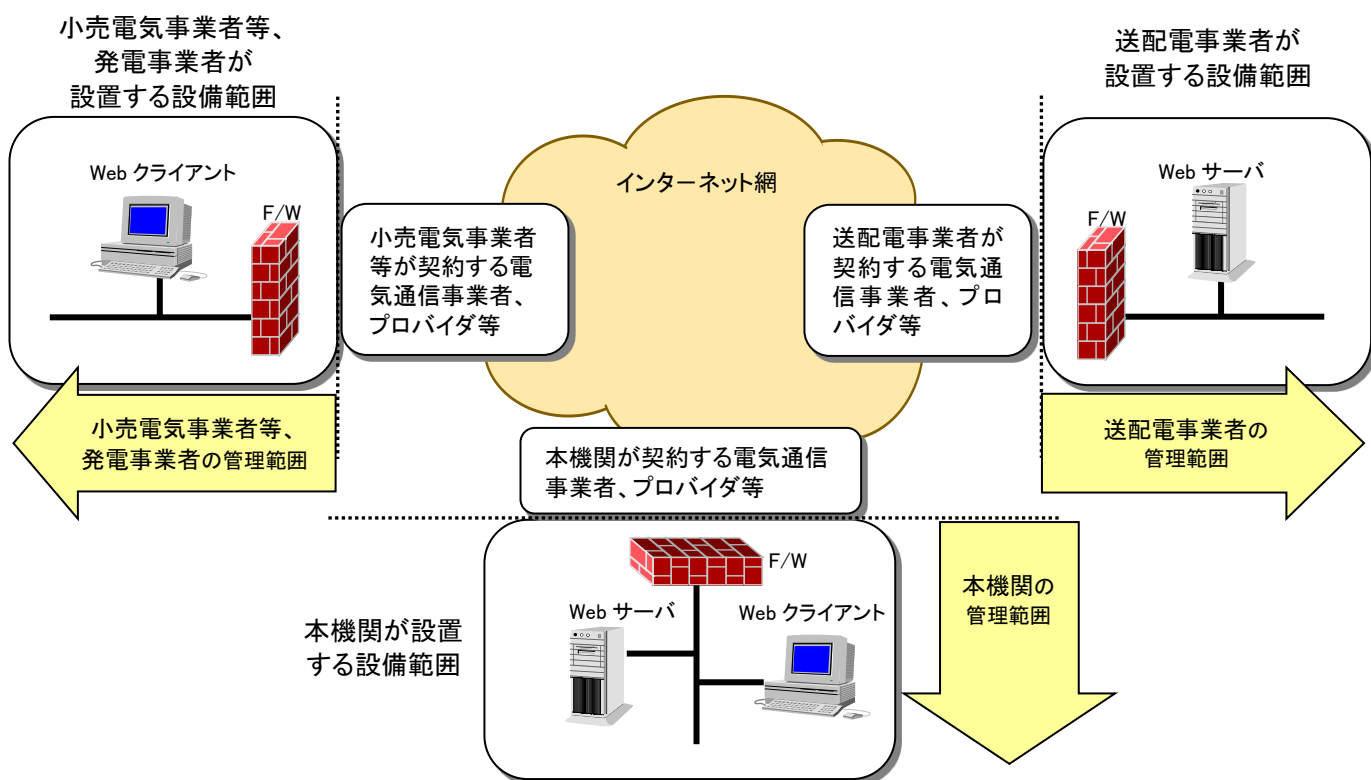 小売電気事業者等、
発電事業者が
設置する設備範囲
Web クライアント
F/W
小売電気事業者
等が契約する電
気通信事業者、
プロバイダ等
小売電気事業者等、
発電事業者の管理範囲
インターネット網
送配電事業者が
設置する設備範囲
Web サーバ
F/W
送配電事業者が
契約する電気通
信事業者、プロ
バイダ等
送配電事業者の
管理範囲
本機関が契約する電気通信
事業者、プロバイダ等
F/W
Web サーバ
Web クライアント
本機関が設置
する設備範囲
本機関の
管理範囲